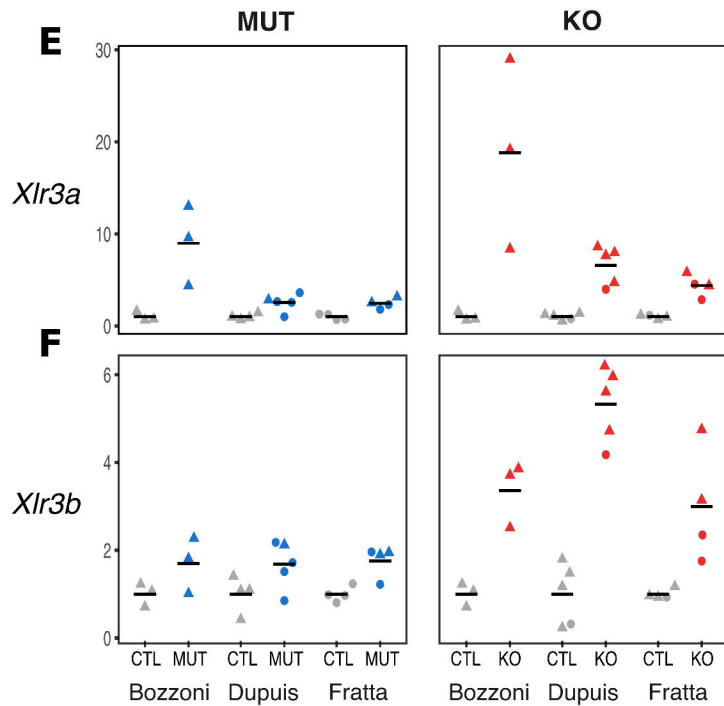 MUT KO
E
30
20
Xlr3a
10
0
F
6
4
Xlr3b
2
0
CTL MUT CTL MUT CTL MUT CTL KO CTL KO CTL KO
Bozzoni Dupuis Fratta Bozzoni Dupuis Fratta